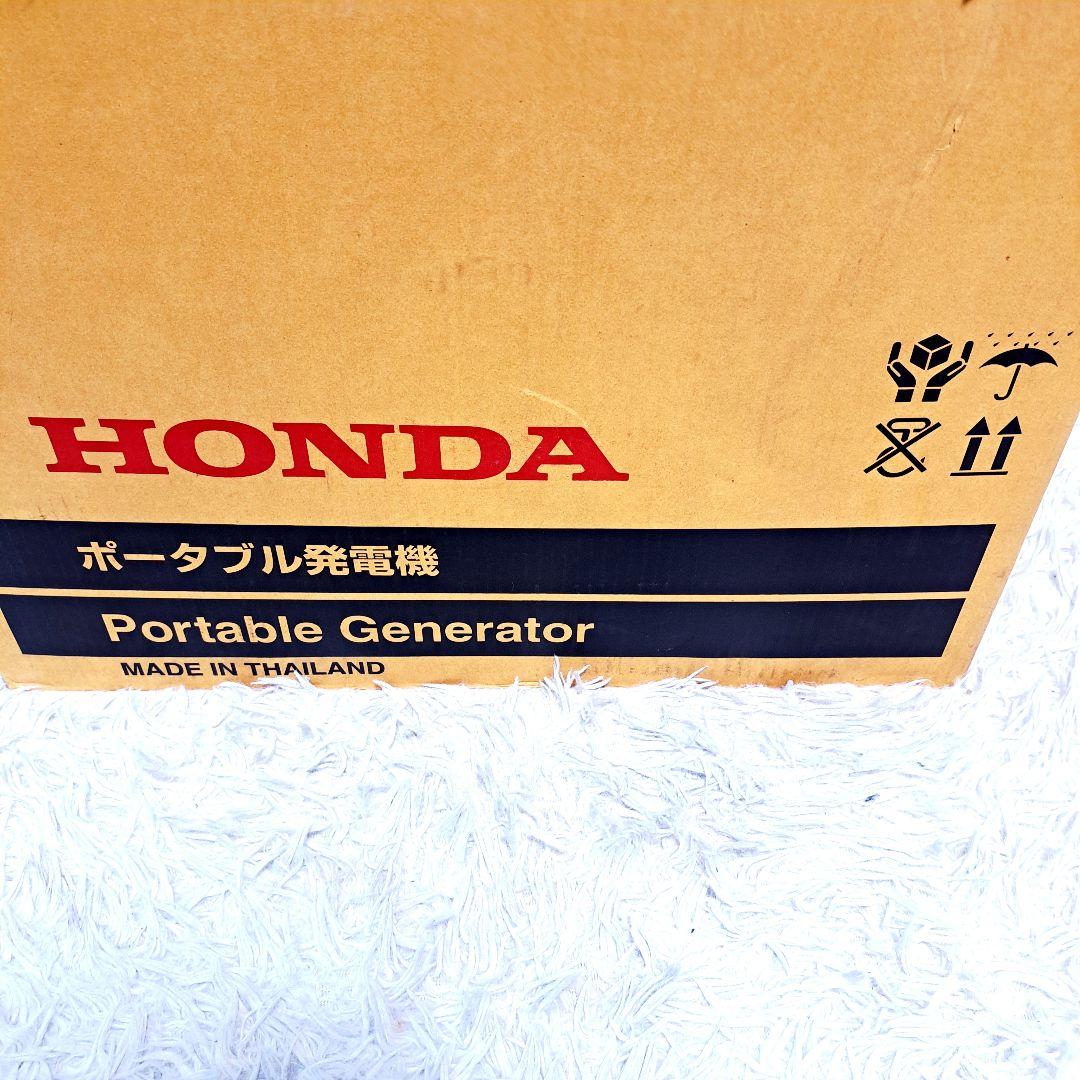 HONDA
ポータブル発電機
Portable Generator
MADE IN THAILAND